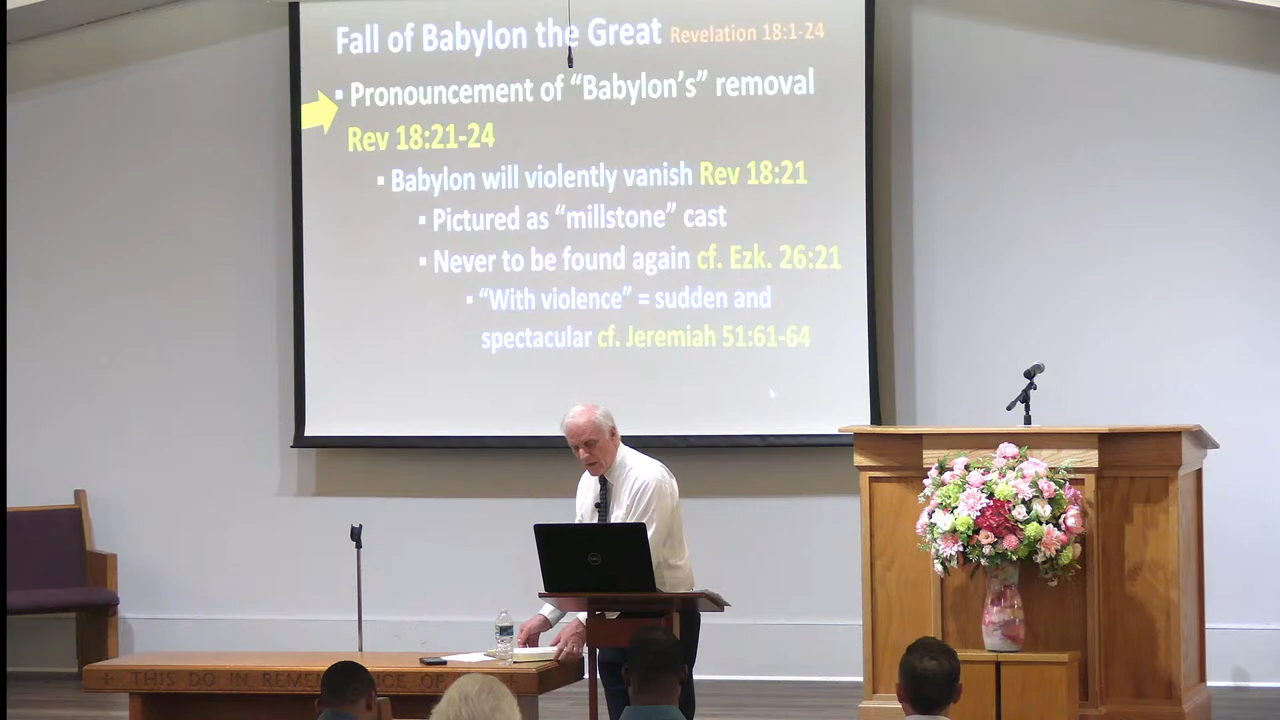 Fall of Babylon the Great Revelation 18:1-24
▪ Pronouncement of “Babylon’s” removal
Rev 18:21-24
▪ Babylon will violently vanish Rev 18:21
▪ Pictured as “millstone” cast
▪ Never to be found again cf. Ezk. 26:21
▪ “With violence” = sudden and
spectacular cf. Jeremiah 51:61-64
DELL
THIS DO IN REMEMBRANCE OF